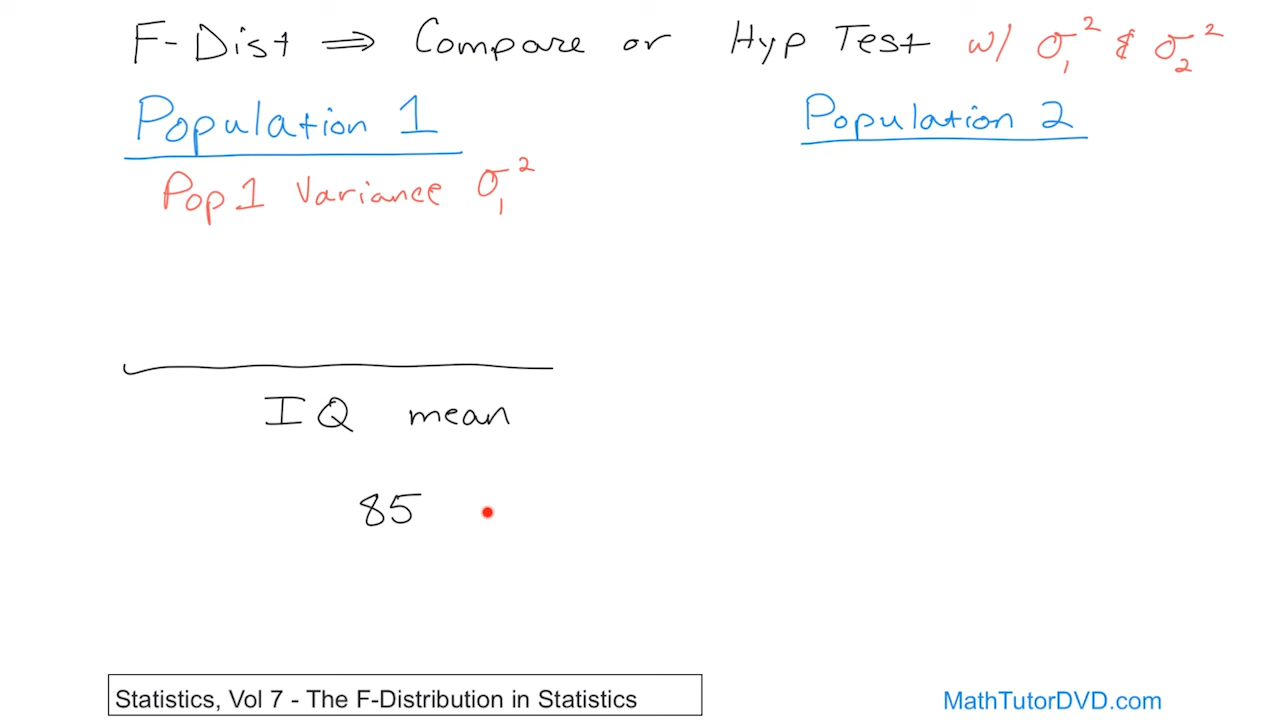 F-Dist ⇒ Compare or Hyp Test w/ σ₁² & σ₂²
Population 1
Population 2
Pop 1 Variance σ₁²
IQ mean
85
Statistics, Vol 7 - The F-Distribution in Statistics
MathTutorDVD.com